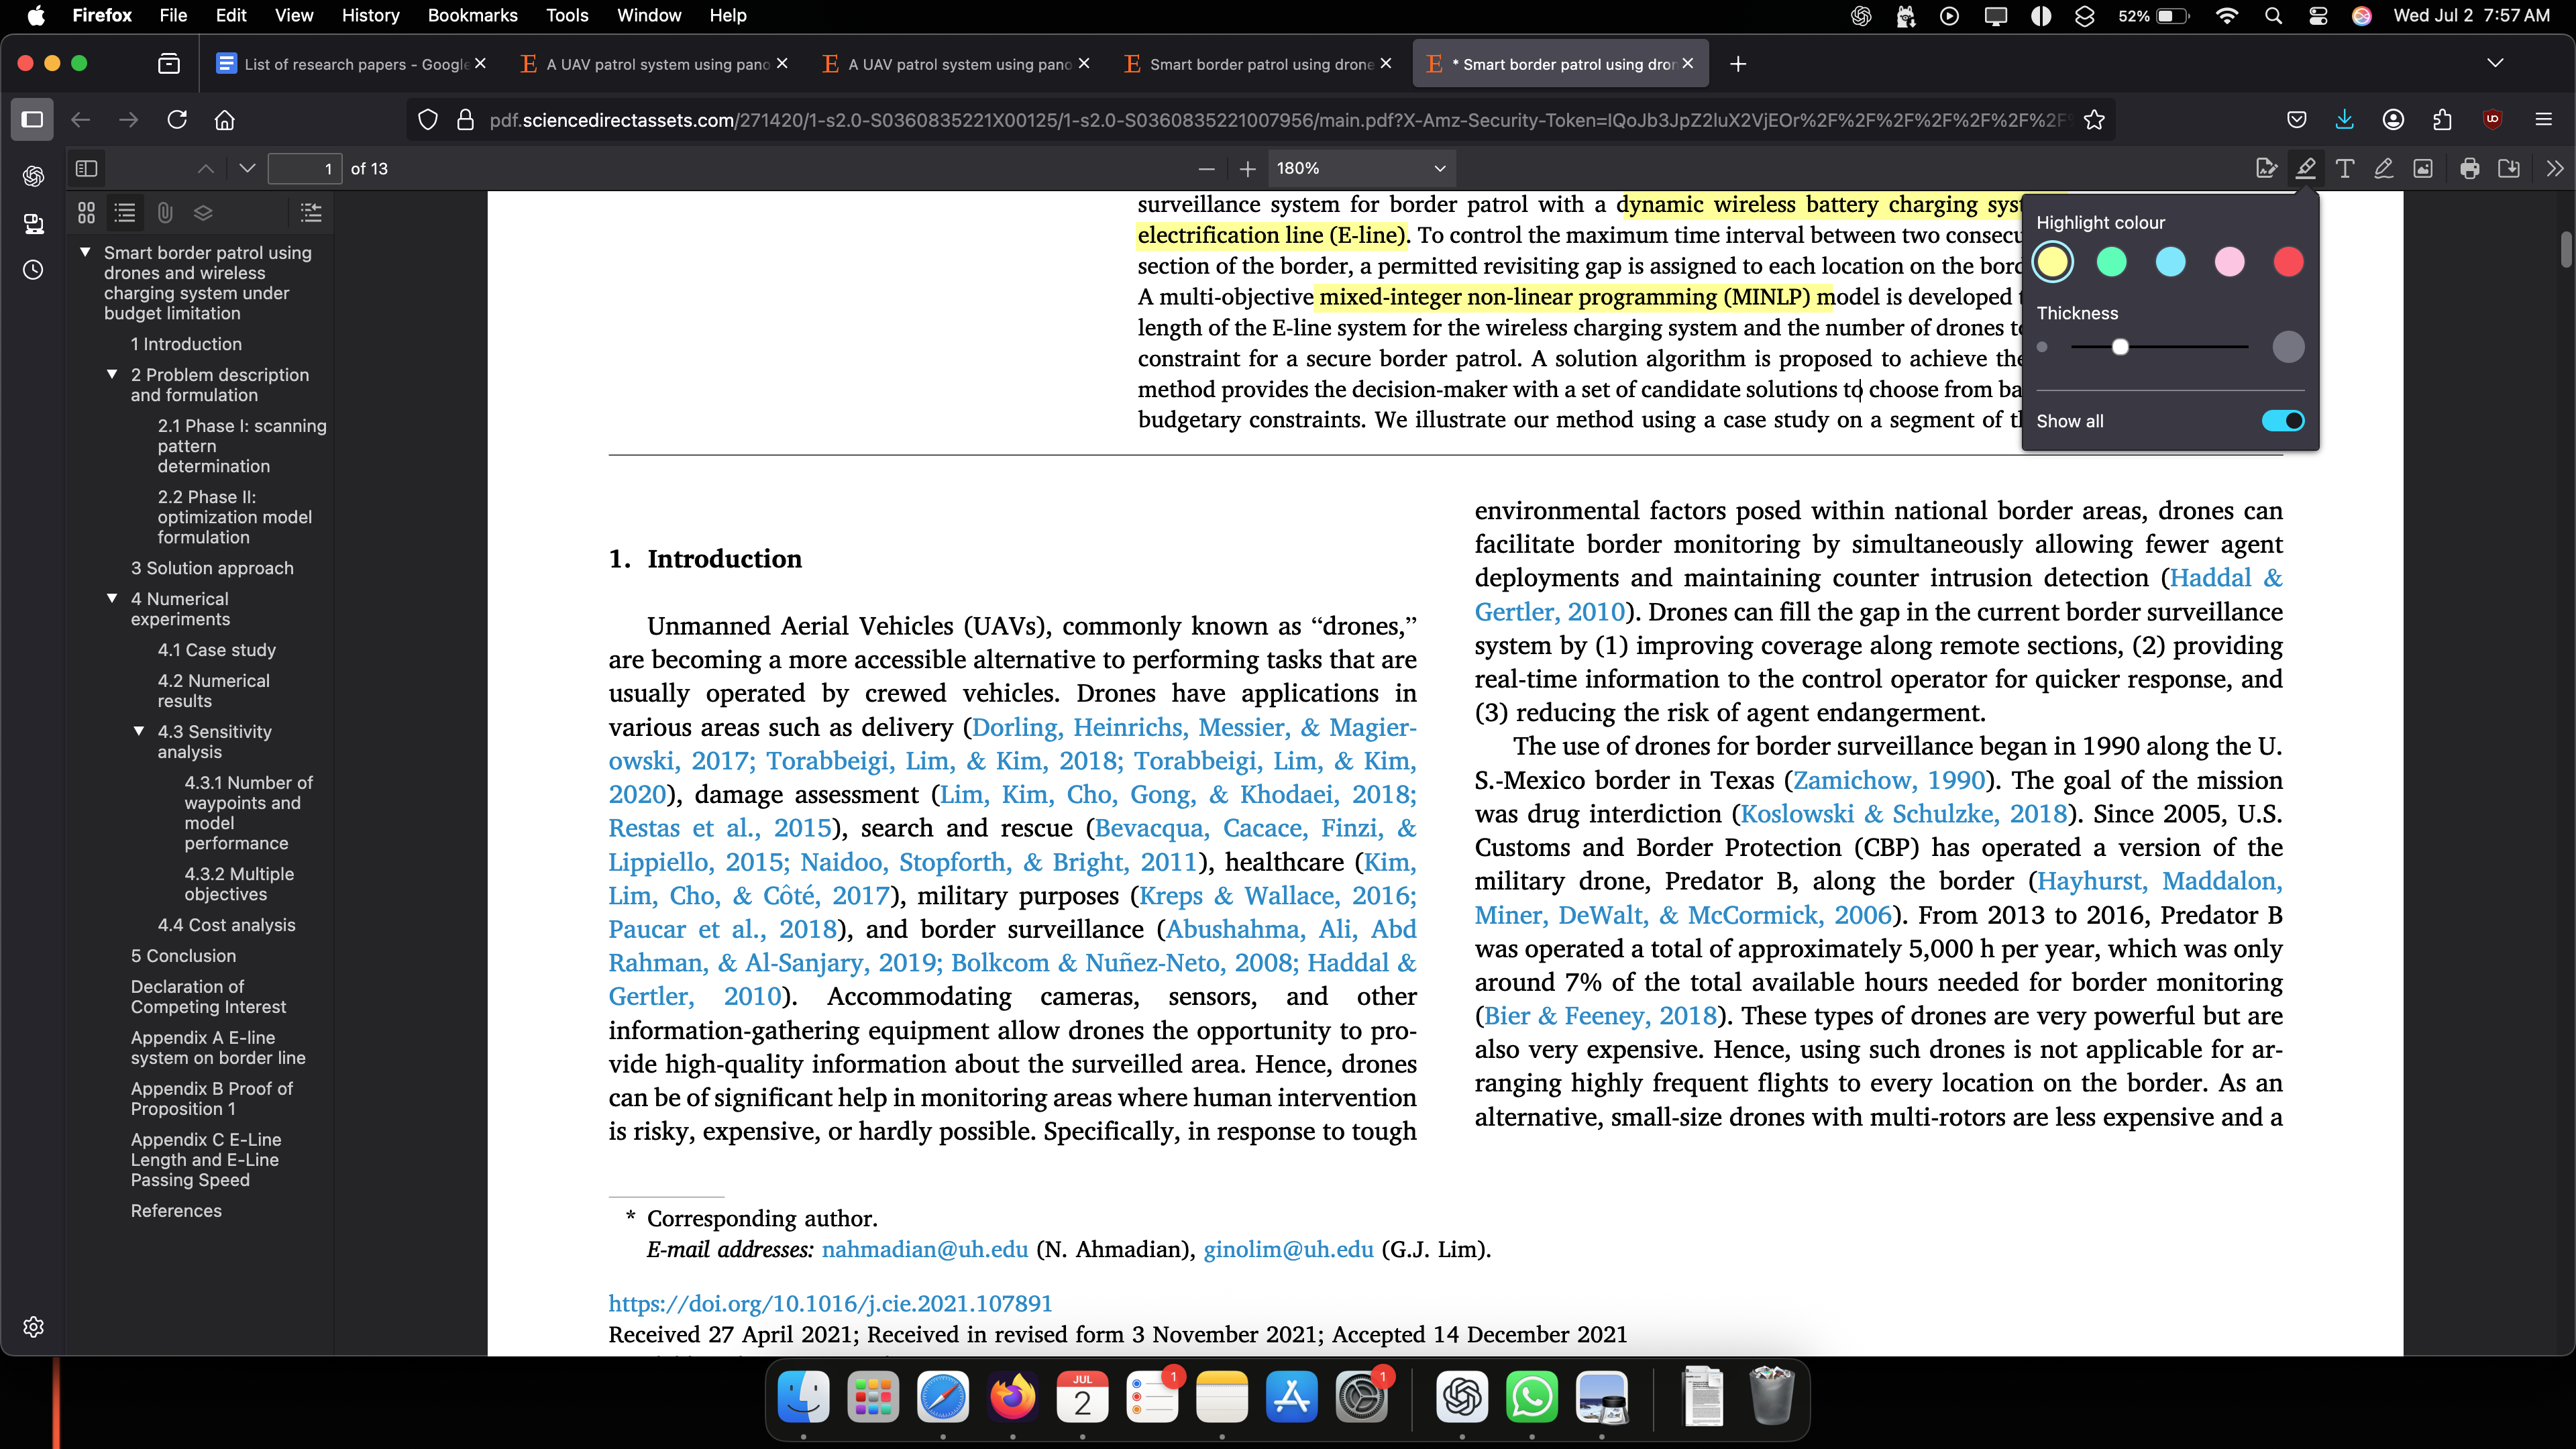 Firefox File Edit View History Bookmarks Tools Window Help 52% Wed Jul 2 7:57 AM
List of research papers - Google
A UAV patrol system using pano
A UAV patrol system using pano
Smart border patrol using drone
* Smart border patrol using dron
pdf.sciencedirectassets.com/271420/1-s2.0-S0360835221X00125/1-s2.0-S0360835221007956/main.pdf?X-Amz-Security-Token=IQoJb3JpZ2luX2VjEOr%2F%2F%2F%2F%2F%2F%2F%2F
1 of 13 180%
Smart border patrol using
drones and wireless
charging system under
budget limitation
1 Introduction
2 Problem description
and formulation
2.1 Phase I: scanning
pattern
determination
2.2 Phase II:
optimization model
formulation
3 Solution approach
4 Numerical
experiments
4.1 Case study
4.2 Numerical
results
4.3 Sensitivity
analysis
4.3.1 Number of
waypoints and
model
performance
4.3.2 Multiple
objectives
4.4 Cost analysis
5 Conclusion
Declaration of
Competing Interest
Appendix A E-line
system on border line
Appendix B Proof of
Proposition 1
Appendix C E-Line
Length and E-Line
Passing Speed
References
surveillance system for border patrol with a dynamic wireless battery charging syst
electrification line (E-line). To control the maximum time interval between two consecu
section of the border, a permitted revisiting gap is assigned to each location on the bord
A multi-objective mixed-integer non-linear programming (MINLP) model is developed
length of the E-line system for the wireless charging system and the number of drones to
constraint for a secure border patrol. A solution algorithm is proposed to achieve the
method provides the decision-maker with a set of candidate solutions to choose from ba
budgetary constraints. We illustrate our method using a case study on a segment of
Highlight colour
Thickness
Show all
1. Introduction
Unmanned Aerial Vehicles (UAVs), commonly known as “drones,”
are becoming a more accessible alternative to performing tasks that are
usually operated by crewed vehicles. Drones have applications in
various areas such as delivery (Dorling, Heinrichs, Messier, & Magier-
owski, 2017; Torabbeigi, Lim, & Kim, 2018; Torabbeigi, Lim, & Kim,
2020), damage assessment (Lim, Kim, Cho, Gong, & Khodaei, 2018;
Restas et al., 2015), search and rescue (Bevacqua, Cacace, Finzi, &
Lippiello, 2015; Naidoo, Stopforth, & Bright, 2011), healthcare (Kim,
Lim, Cho, & Côté, 2017), military purposes (Kreps & Wallace, 2016;
Paucar et al., 2018), and border surveillance (Abushahma, Ali, Abd
Rahman, & Al-Sanjary, 2019; Bolkcom & Nuñez-Neto, 2008; Haddal &
Gertler, 2010). Accommodating cameras, sensors, and other
information-gathering equipment allow drones the opportunity to pro-
vide high-quality information about the surveilled area. Hence, drones
can be of significant help in monitoring areas where human intervention
is risky, expensive, or hardly possible. Specifically, in response to tough
environmental factors posed within national border areas, drones can
facilitate border monitoring by simultaneously allowing fewer agent
deployments and maintaining counter intrusion detection (Haddal &
Gertler, 2010). Drones can fill the gap in the current border surveillance
system by (1) improving coverage along remote sections, (2) providing
real-time information to the control operator for quicker response, and
(3) reducing the risk of agent endangerment.
The use of drones for border surveillance began in 1990 along the U.
S.-Mexico border in Texas (Zamichow, 1990). The goal of the mission
was drug interdiction (Koslowski & Schulzke, 2018). Since 2005, U.S.
Customs and Border Protection (CBP) has operated a version of the
military drone, Predator B, along the border (Hayhurst, Maddalon,
Miner, DeWalt, & McCormick, 2006). From 2013 to 2016, Predator B
was operated a total of approximately 5,000 h per year, which was only
around 7% of the total available hours needed for border monitoring
(Bier & Feeney, 2018). These types of drones are very powerful but are
also very expensive. Hence, using such drones is not applicable for ar-
ranging highly frequent flights to every location on the border. As an
alternative, small-size drones with multi-rotors are less expensive and a
* Corresponding author.
E-mail addresses: nahmadian@uh.edu (N. Ahmadian), ginolim@uh.edu (G.J. Lim).
https://doi.org/10.1016/j.cie.2021.107891
Received 27 April 2021; Received in revised form 3 November 2021; Accepted 14 December 2021
JUL
2
1
1